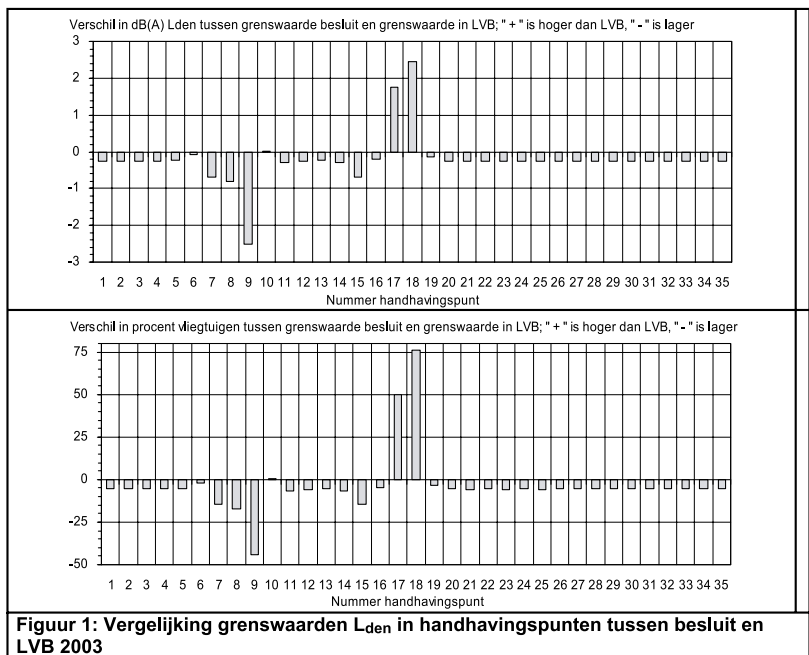 Verschil in dB(A) Lden tussen grenswaarde besluit en grenswaarde in LVB; " + " is hoger dan LVB, " - " is lager
3
2
1
0
-1
-2
-3
1 2 3 4 5 6 7 8 9 10 11 12 13 14 15 16 17 18 19 20 21 22 23 24 25 26 27 28 29 30 31 32 33 34 35
Nummer handhavingspunt
Verschil in procent vliegtuigen tussen grenswaarde besluit en grenswaarde in LVB; " + " is hoger dan LVB, " - " is lager
75
50
25
0
-25
-50
1 2 3 4 5 6 7 8 9 10 11 12 13 14 15 16 17 18 19 20 21 22 23 24 25 26 27 28 29 30 31 32 33 34 35
Nummer handhavingspunt
Figuur 1: Vergelijking grenswaarden Lden in handhavingspunten tussen besluit en
LVB 2003